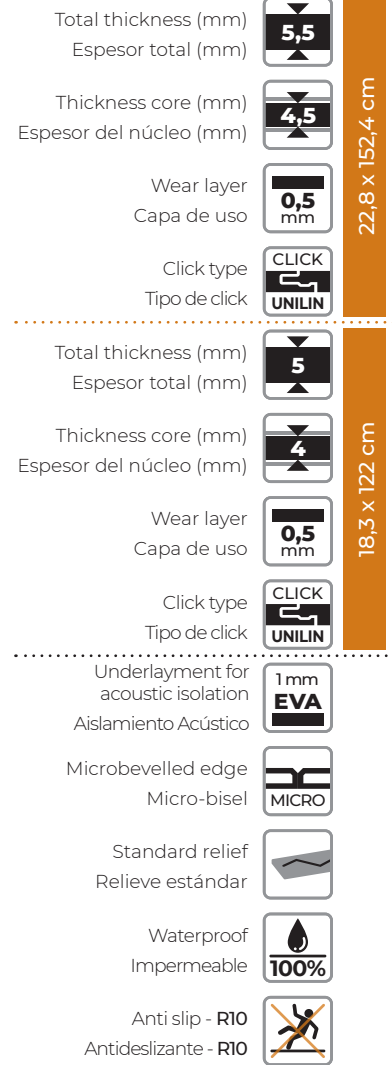 Total thickness (mm)
Espesor total (mm)
5,5
Thickness core (mm)
Espesor del núcleo (mm)
4,5
Wear layer
Capa de uso
0,5
mm
Click type
Tipo de click
CLICK
UNILIN
22,8 x 152,4 cm
Total thickness (mm)
Espesor total (mm)
5
Thickness core (mm)
Espesor del núcleo (mm)
4
Wear layer
Capa de uso
0,5
mm
Click type
Tipo de click
CLICK
UNILIN
18,3 x 122 cm
Underlayment for
acoustic isolation
Aislamiento Acústico
1 mm
EVA
Microbevelled edge
Micro-bisel
MICRO
Standard relief
Relieve estándar
Waterproof
Impermeable
100%
Anti slip - R10
Antideslizante - R10